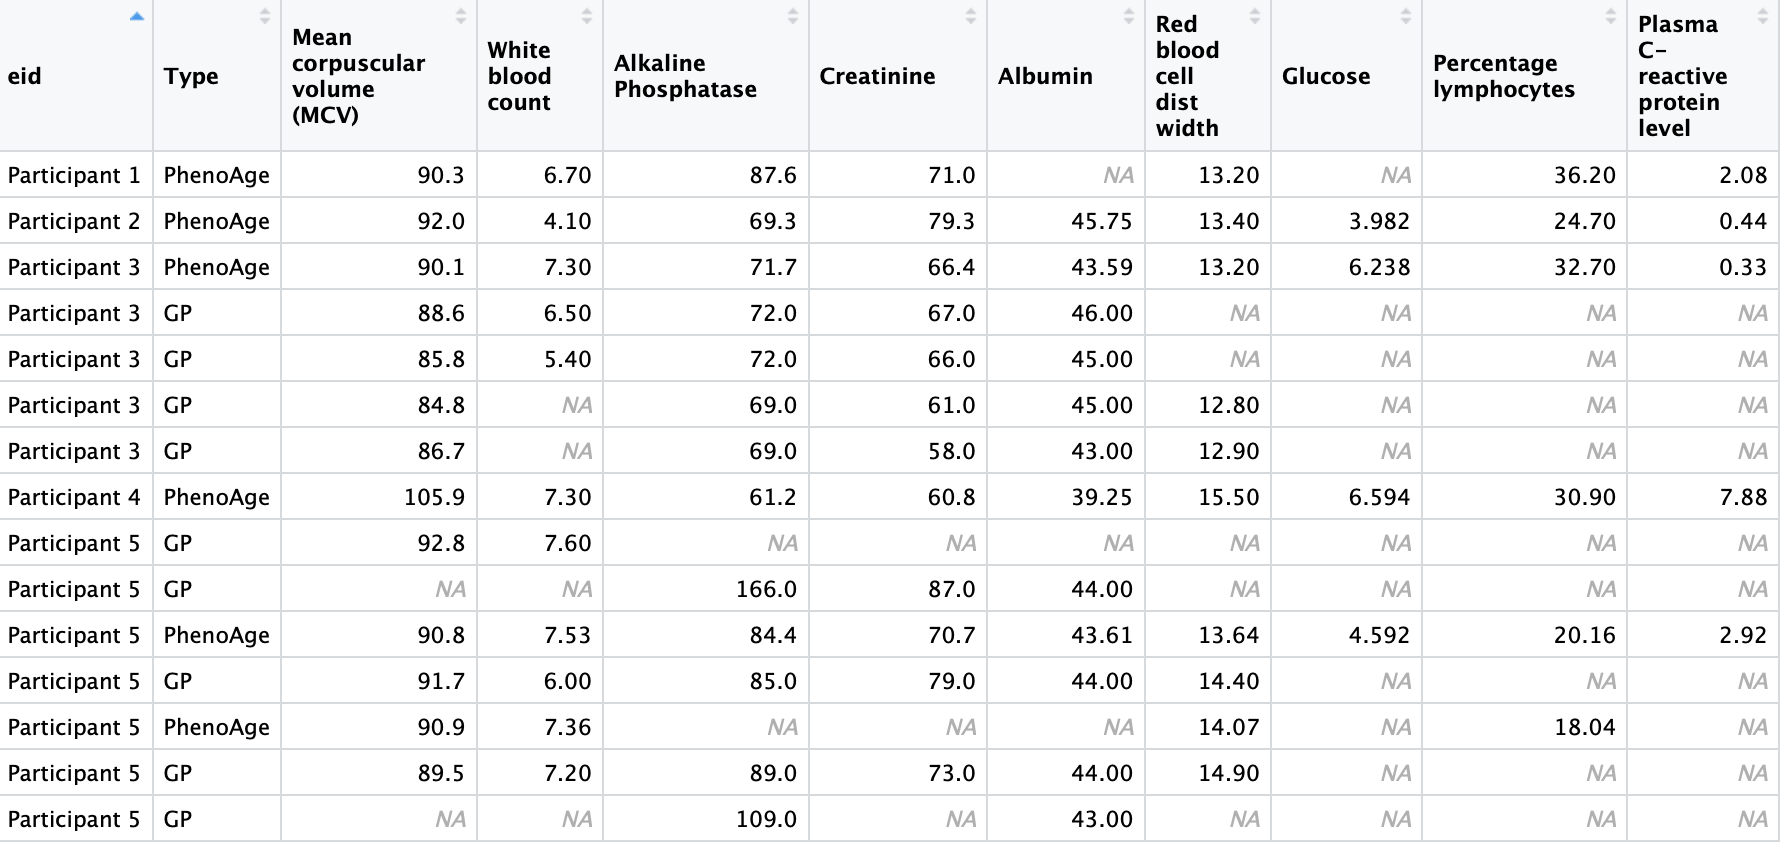 eid Type Mean corpuscular volume (MCV) White blood count Alkaline Phosphatase Creatinine Albumin Red blood cell dist width Glucose Percentage lymphocytes Plasma C-reactive protein level
Participant 1 PhenoAge 90.3 6.70 87.6 71.0 NA 13.20 NA 36.20 2.08
Participant 2 PhenoAge 92.0 4.10 69.3 79.3 45.75 13.40 3.982 24.70 0.44
Participant 3 PhenoAge 90.1 7.30 71.7 66.4 43.59 13.20 6.238 32.70 0.33
Participant 3 GP 88.6 6.50 72.0 67.0 46.00 NA NA NA NA
Participant 3 GP 85.8 5.40 72.0 66.0 45.00 NA NA NA NA
Participant 3 GP 84.8 NA 69.0 61.0 45.00 12.80 NA NA NA
Participant 3 GP 86.7 NA 69.0 58.0 43.00 12.90 NA NA NA
Participant 4 PhenoAge 105.9 7.30 61.2 60.8 39.25 15.50 6.594 30.90 7.88
Participant 5 GP 92.8 7.60 NA NA NA NA NA NA NA
Participant 5 GP NA NA 166.0 87.0 44.00 NA NA NA NA
Participant 5 PhenoAge 90.8 7.53 84.4 70.7 43.61 13.64 4.592 20.16 2.92
Participant 5 GP 91.7 6.00 85.0 79.0 44.00 14.40 NA NA NA
Participant 5 PhenoAge 90.9 7.36 NA NA NA 14.07 NA 18.04 NA
Participant 5 GP 89.5 7.20 89.0 73.0 44.00 14.90 NA NA NA
Participant 5 GP NA NA 109.0 NA 43.00 NA NA NA NA